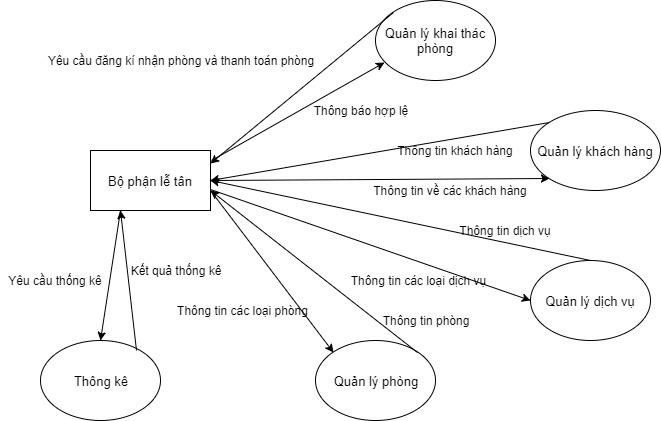 Quản lý khai thác
phòng
Yêu cầu đăng kí nhận phòng và thanh toán phòng
Thông báo hợp lệ
Thông tin khách hàng
Quản lý khách hàng
Bộ phận lễ tân
Thông tin về các khách hàng
Thông tin dịch vụ
Kết quả thống kê
Yêu cầu thống kê
Thông tin các loại dịch vụ
Quản lý dịch vụ
Thông tin các loại phòng
Thông tin phòng
Thông kê
Quản lý phòng